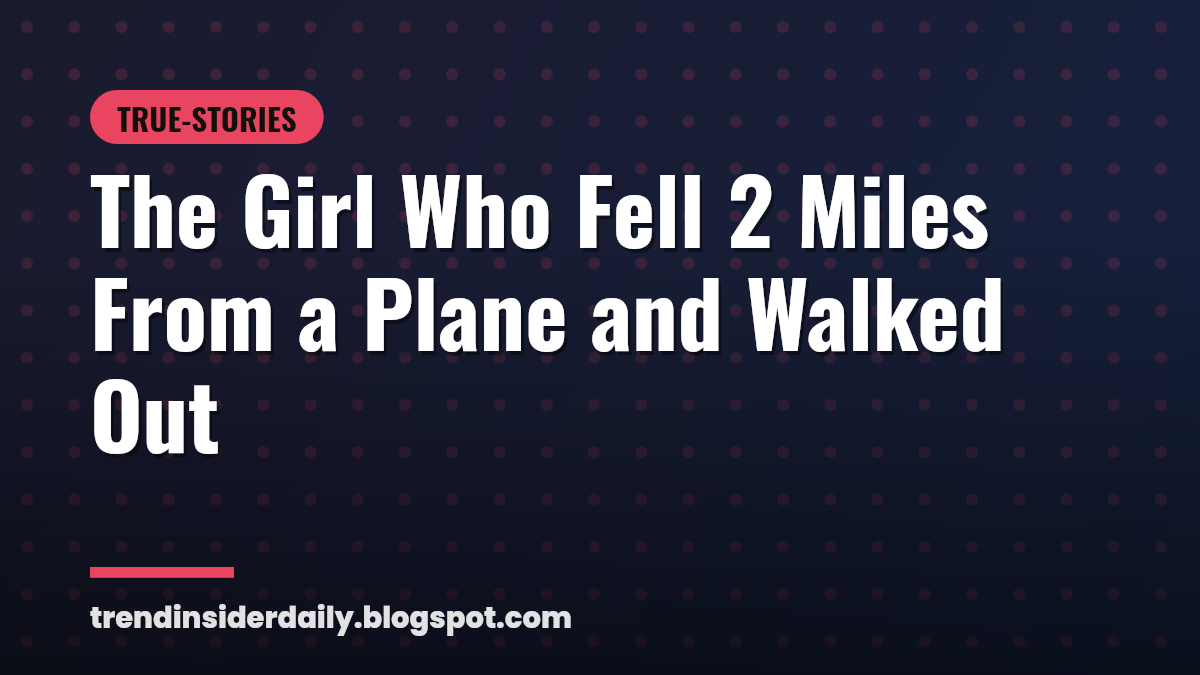 TRUE-STORIES
The Girl Who Fell 2 Miles
From a Plane and Walked
Out
trendinsiderdaily.blogspot.com